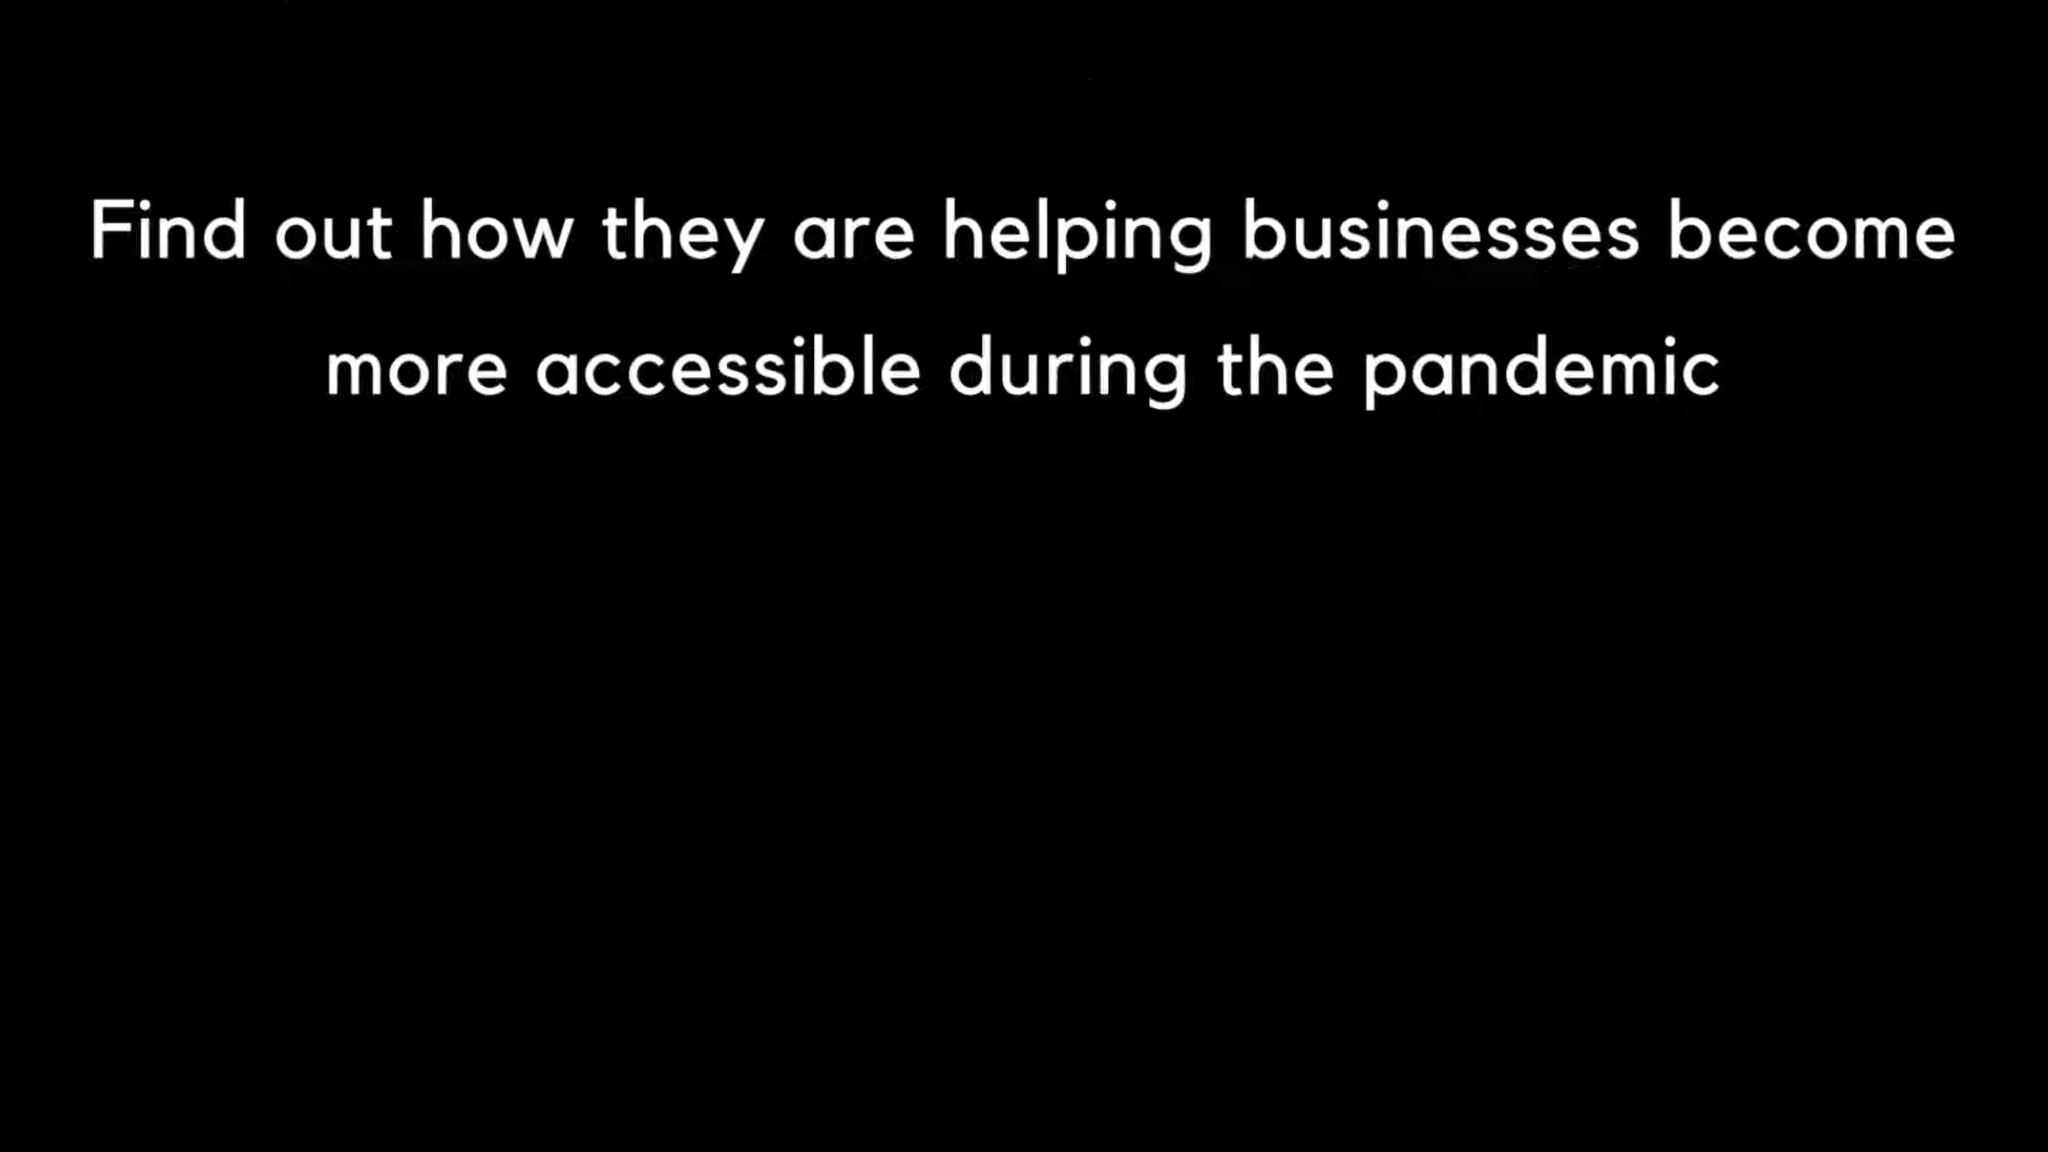 Find out how they are helping businesses become
more accessible during the pandemic